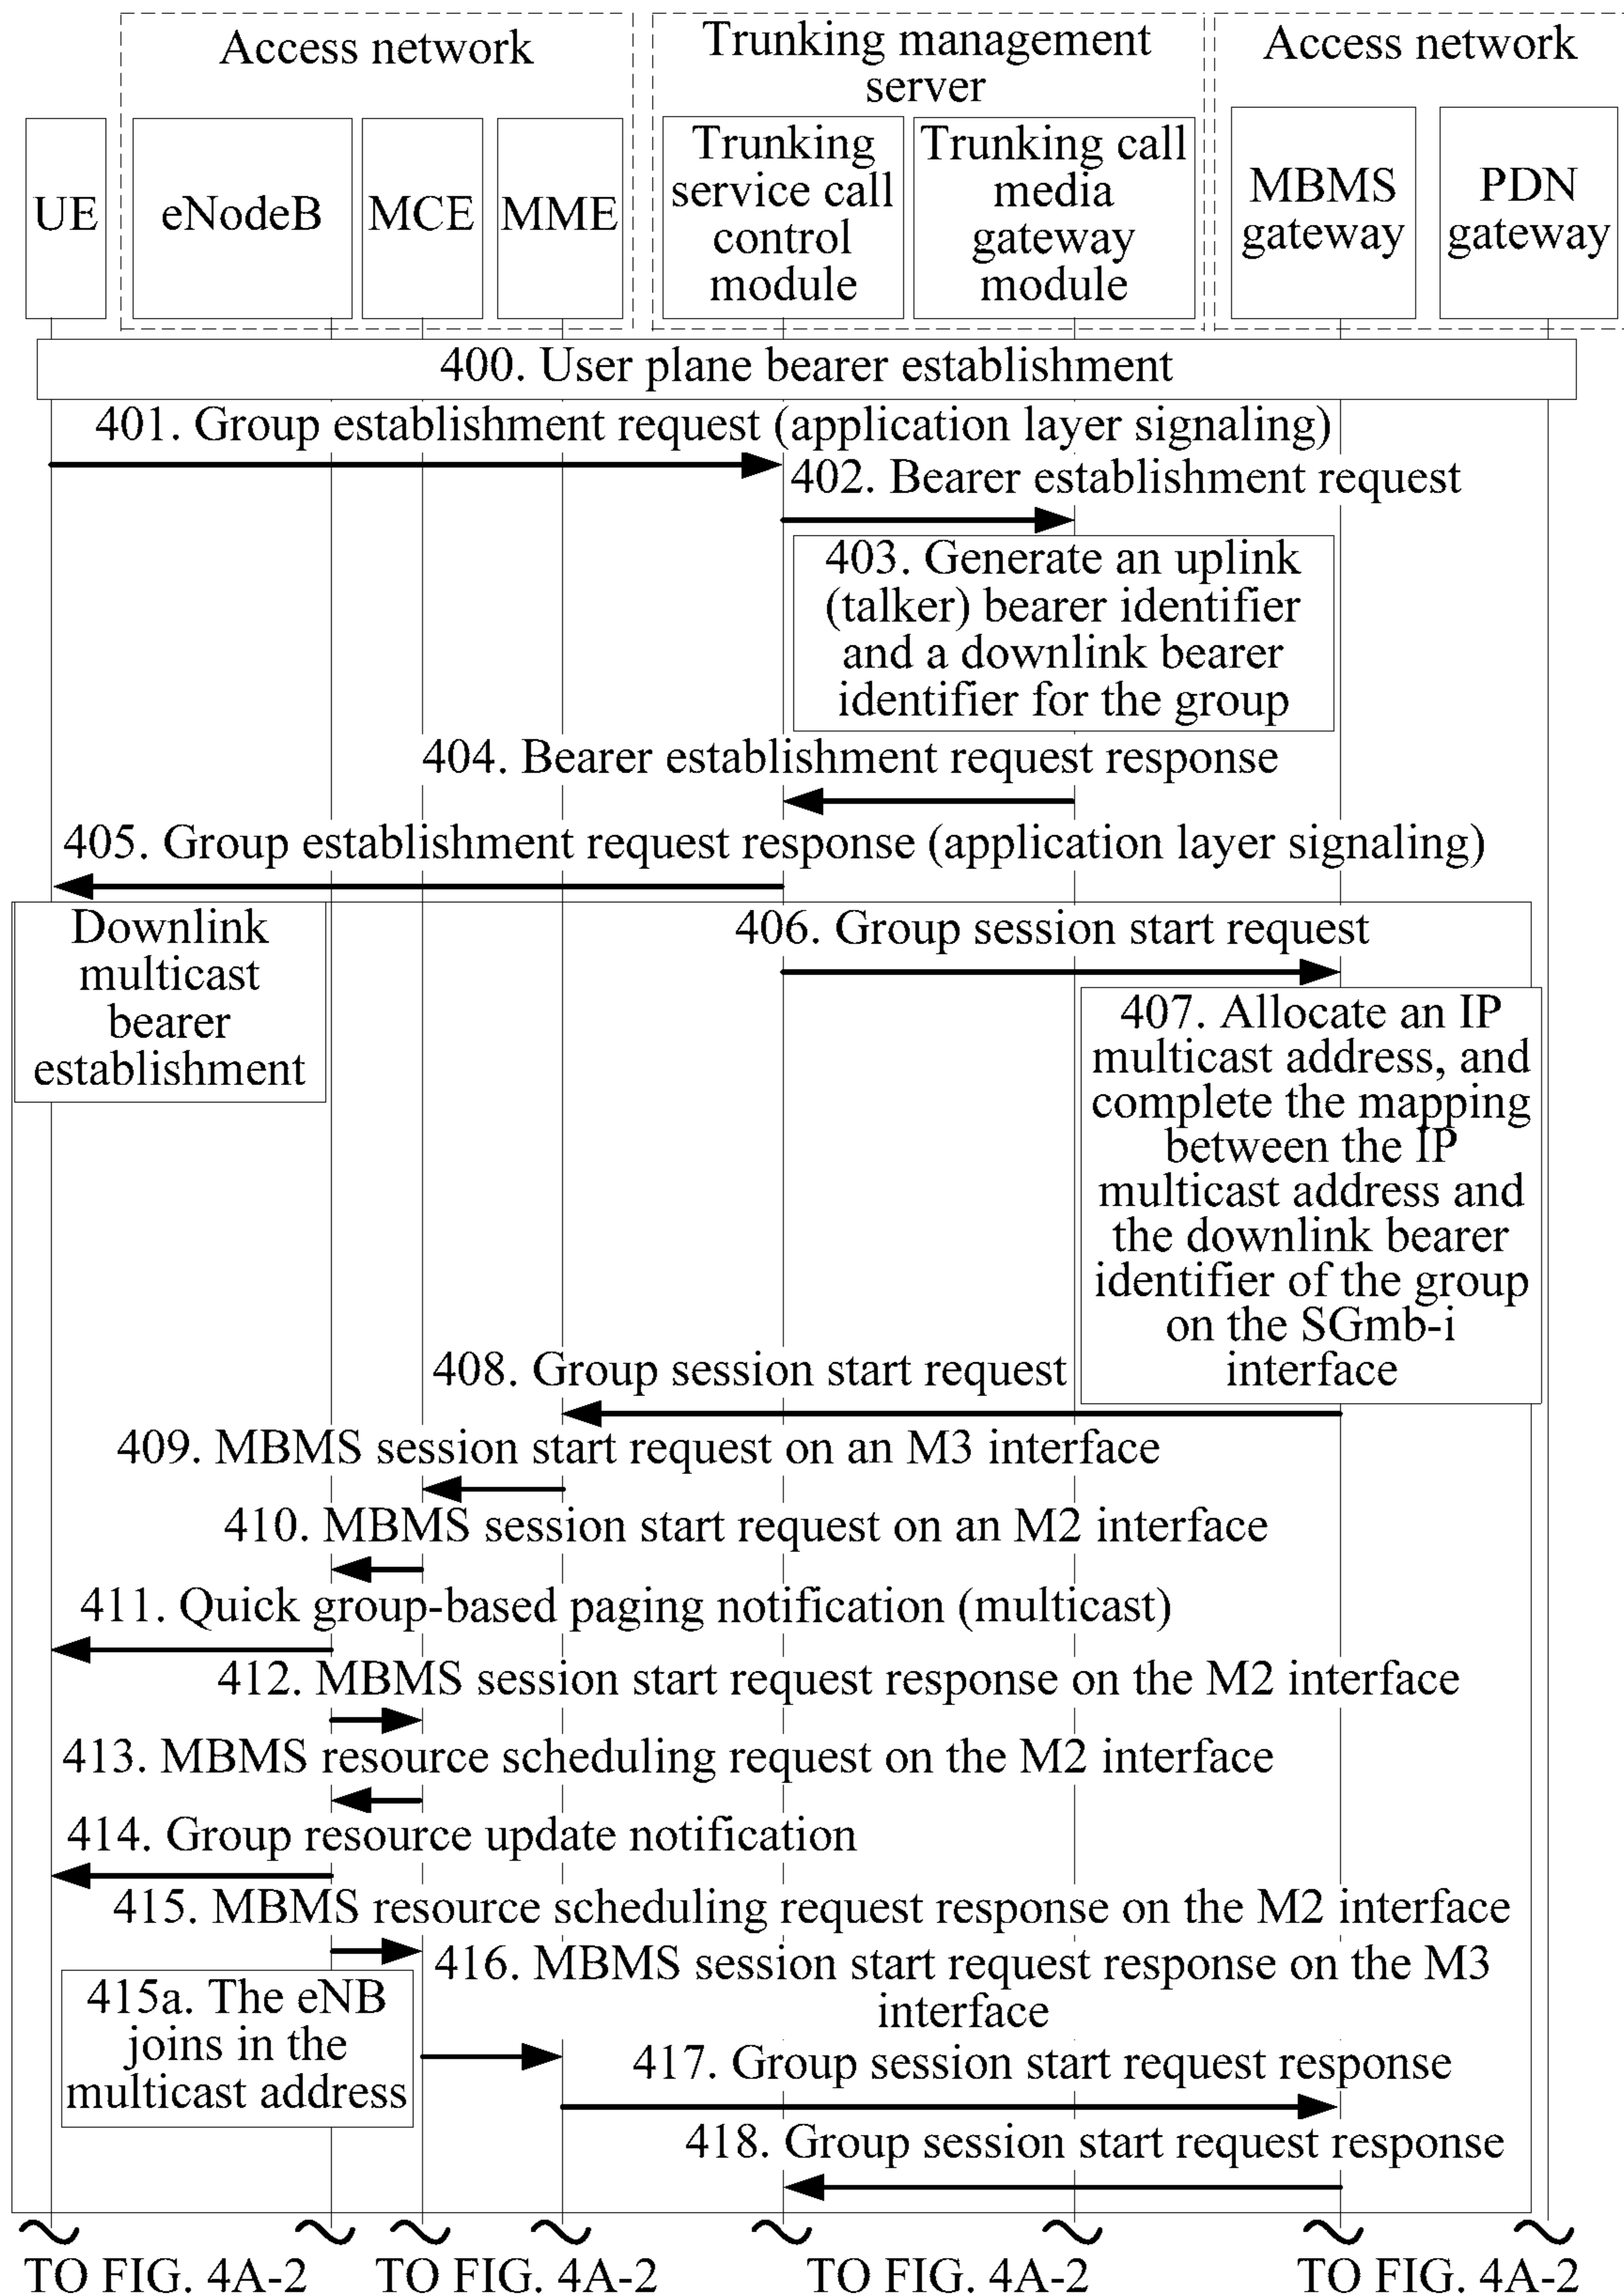 Access network
Trunking management
server
Access network
UE
eNodeB
MCE
MME
Trunking
service call
control
module
Trunking call
media
gateway
module
MBMS
gateway
PDN
gateway
400. User plane bearer establishment
401. Group establishment request (application layer signaling)
402. Bearer establishment request
403. Generate an uplink
(talker) bearer identifier
and a downlink bearer
identifier for the group
404. Bearer establishment request response
405. Group establishment request response (application layer signaling)
Downlink
multicast
bearer
establishment
406. Group session start request
407. Allocate an IP
multicast address, and
complete the mapping
between the IP
multicast address and
the downlink bearer
identifier of the group
on the SGmb-i
interface
408. Group session start request
409. MBMS session start request on an M3 interface
410. MBMS session start request on an M2 interface
411. Quick group-based paging notification (multicast)
412. MBMS session start request response on the M2 interface
413. MBMS resource scheduling request on the M2 interface
414. Group resource update notification
415. MBMS resource scheduling request response on the M2 interface
415a. The eNB
joins in the
multicast address
416. MBMS session start request response on the M3
interface
417. Group session start request response
418. Group session start request response
TO FIG. 4A-2
TO FIG. 4A-2
TO FIG. 4A-2
TO FIG. 4A-2